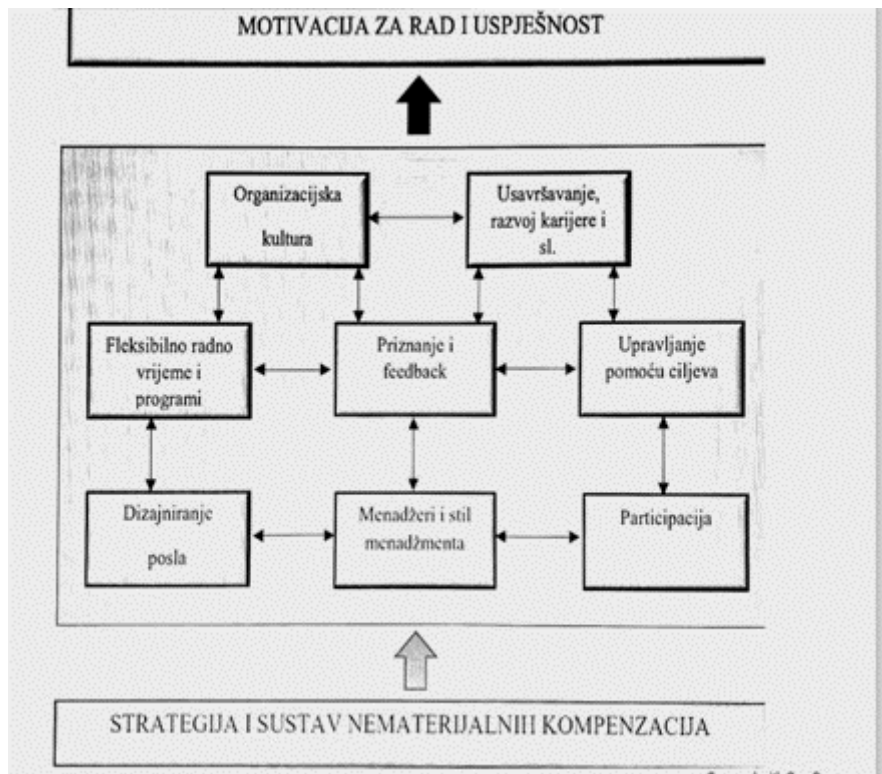 MOTIVACIJA ZA RAD I USPJEŠNOST
Organizacijska
kultura
Usavršavanje,
razvoj karijere i
sl.
Fleksibilno radno
vrijeme i
programi
Priznanje i
feedback
Upravljanje
pomoću ciljeva
Dizajniranje
posla
Menadžeri i stil
menadžmenta
Participacija
STRATEGIJA I SUSTAV NEMATERIJALNIH KOMPENZACIJA